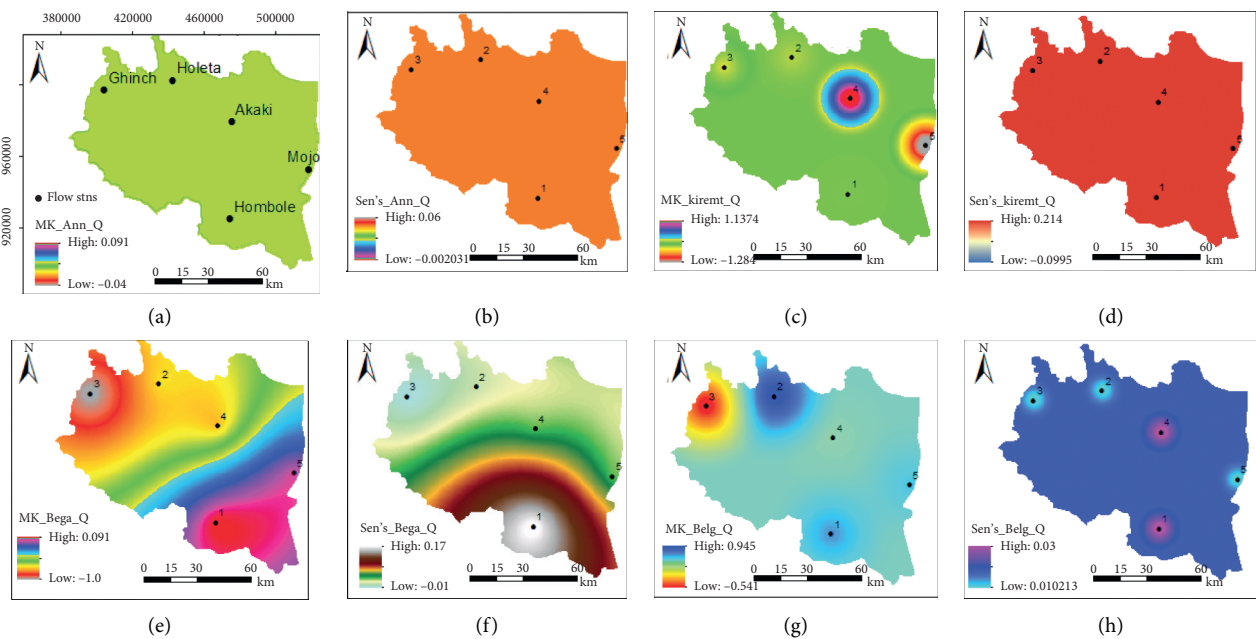 380000 420000 460000 500000
960000
920000
N
Ghinch
Holeta
Akaki
Mojo
Hombole
Flow stns
MK_Ann_Q
High: 0.091
Low: –0.04
0 15 30 60
km
(a)
N
3
2
4
5
1
Sen's_Ann_Q
High: 0.06
Low: –0.002031
0 15 30 60
km
(b)
N
3
2
4
5
1
MK_kiremt_Q
High: 1.1374
Low: –1.284
0 15 30 60
km
(c)
N
3
2
4
5
1
Sen's_kiremt_Q
High: 0.214
Low: –0.0995
0 15 30 60
km
(d)
N
3
2
4
5
1
MK_Bega_Q
High: 0.091
Low: –1.0
0 15 30 60
km
(e)
N
3
2
4
5
1
Sen's_Bega_Q
High: 0.17
Low: –0.01
0 15 30 60
km
(f)
N
3
2
4
5
1
MK_Belg_Q
High: 0.945
Low: –0.541
0 15 30 60
km
(g)
N
3
2
4
5
1
Sen's_Belg_Q
High: 0.03
Low: 0.010213
0 15 30 60
km
(h)